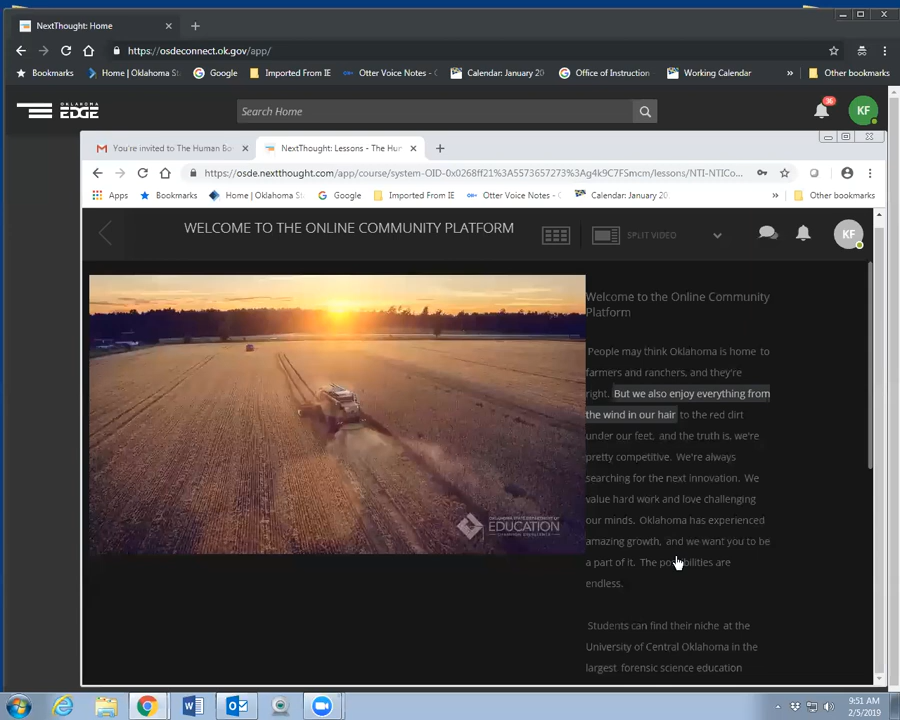 NextThought: Home
https://osdeconnect.ok.gov/app/
Bookmarks
Home | Oklahoma St
Google
Imported From IE
Otter Voice Notes - 
Calendar: January 20
Office of Instruction
Working Calendar
»
Other bookmarks
OKLAHOMA
EDGE
Search Home
36
KF
You're invited to The Human Bo
NextThought: Lessons - The Hum
https://osde.nextthought.com/app/course/system-OID-0x0268ff21%3A5573657273%3Ag4k9C7FSmcm/lessons/NTI-NTICo...
Apps
Bookmarks
Home | Oklahoma St
Google
Imported From IE
Otter Voice Notes - 
Calendar: January 20
»
Other bookmarks
WELCOME TO THE ONLINE COMMUNITY PLATFORM
SPLIT VIDEO
KF
OKLAHOMA STATE DEPARTMENT OF
EDUCATION
Welcome to the Online Community
Platform
People may think Oklahoma is home to
farmers and ranchers, and they're
right. But we also enjoy everything from
the wind in our hair to the red dirt
under our feet, and the truth is, we're
pretty competitive. We're always
searching for the next innovation. We
value hard work and love challenging
our minds. Oklahoma has experienced
amazing growth, and we want you to be
a part of it. The possibilities are
endless.
Students can find their niche at the
University of Central Oklahoma in the
largest forensic science education
9:51 AM
2/5/2019